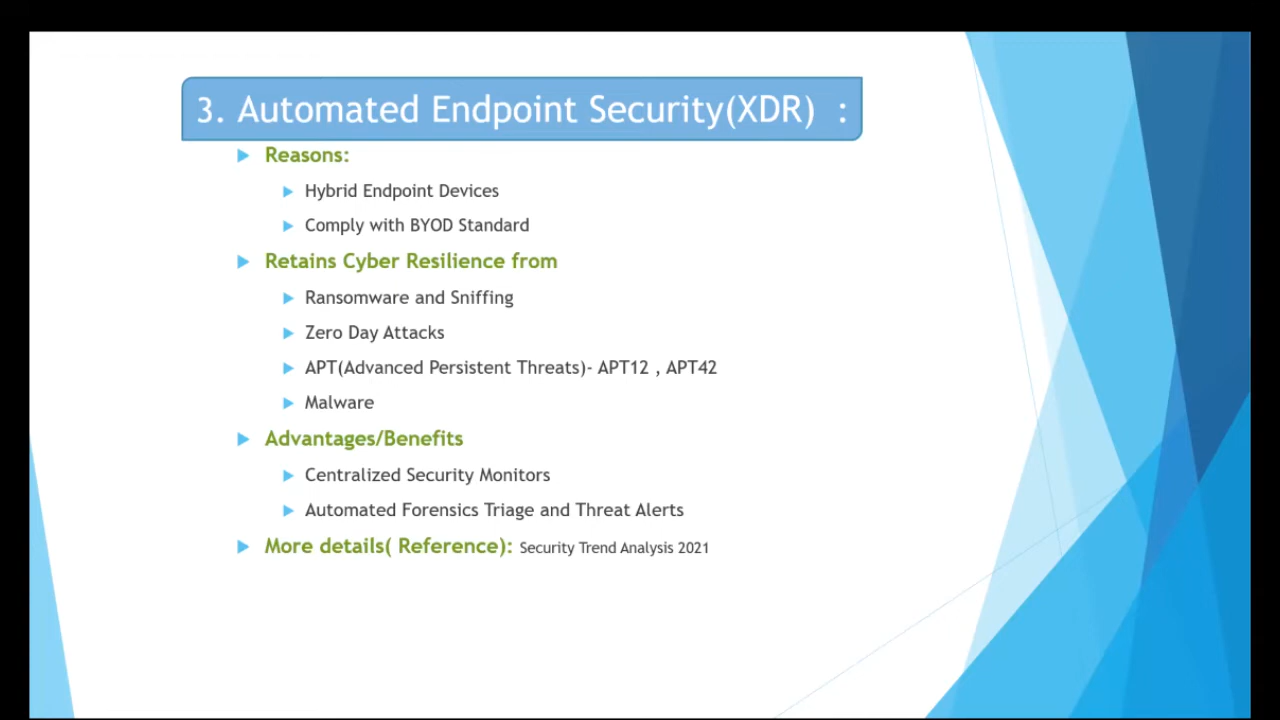 3. Automated Endpoint Security(XDR) :
Reasons:
Hybrid Endpoint Devices
Comply with BYOD Standard
Retains Cyber Resilience from
Ransomware and Sniffing
Zero Day Attacks
APT(Advanced Persistent Threats)- APT12 , APT42
Malware
Advantages/Benefits
Centralized Security Monitors
Automated Forensics Triage and Threat Alerts
More details( Reference): Security Trend Analysis 2021